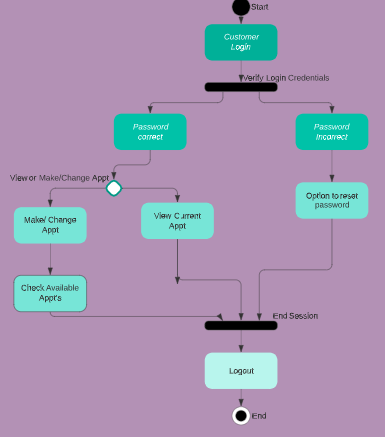 Start
Customer
Login
Verify Login Credentials
Password
correct
Password
Incorrect
View or Make/Change Appt
Make/ Change
Appt
View Current
Appt
Option to reset
password
Check Available
Appt's
End Session
Logout
End